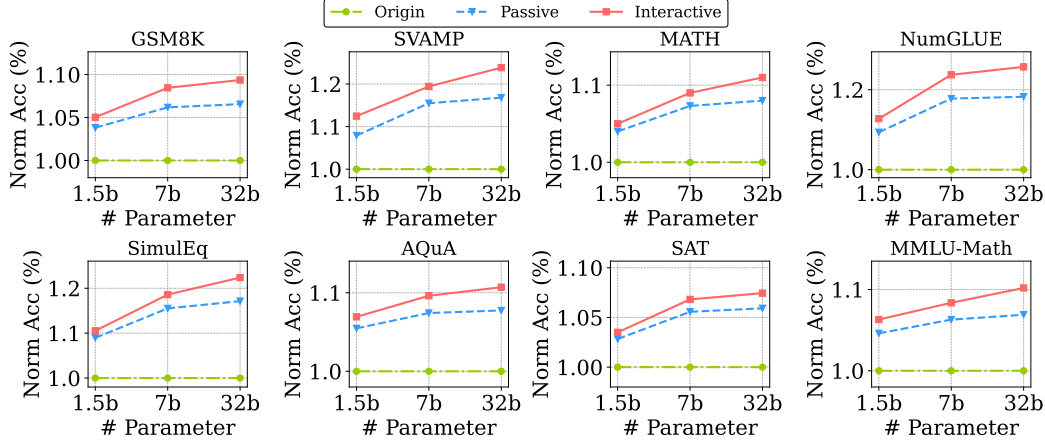 Origin Passive Interactive
GSM8K
Norm Acc (%)
1.10
1.05
1.00
1.5b 7b 32b
# Parameter
SVAMP
Norm Acc (%)
1.2
1.1
1.0
1.5b 7b 32b
# Parameter
MATH
Norm Acc (%)
1.1
1.0
1.5b 7b 32b
# Parameter
NumGLUE
Norm Acc (%)
1.2
1.0
1.5b 7b 32b
# Parameter
SimulEq
Norm Acc (%)
1.2
1.1
1.0
1.5b 7b 32b
# Parameter
AQuA
Norm Acc (%)
1.1
1.0
1.5b 7b 32b
# Parameter
SAT
Norm Acc (%)
1.10
1.05
1.00
1.5b 7b 32b
# Parameter
MMLU-Math
Norm Acc (%)
1.1
1.0
1.5b 7b 32b
# Parameter